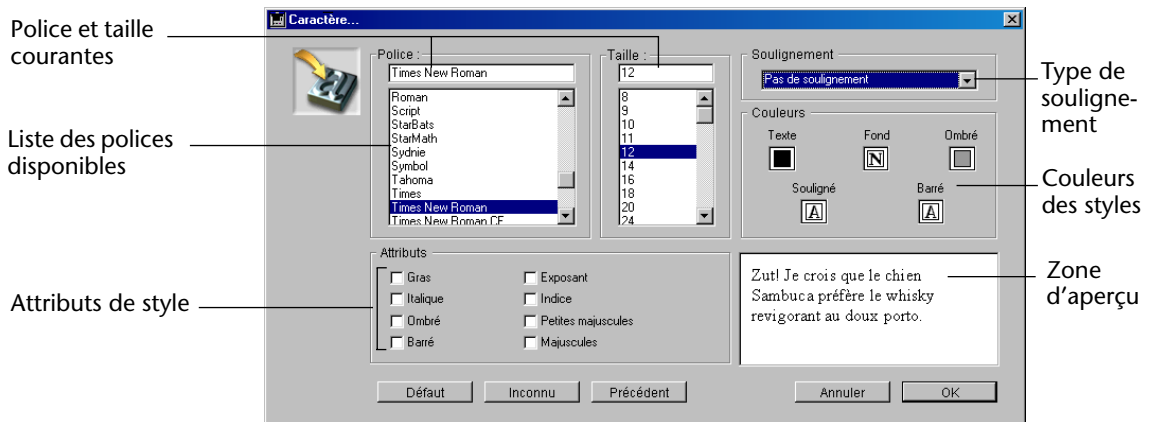 Police et taille
courantes
Liste des polices
disponibles
Attributs de style
Caractère...
Police :
Times New Roman
Roman
Script
StarBats
StarMath
Sydnie
Symbol
Tahoma
Times
Times New Roman
Times New Roman CE
Taille :
12
8
9
10
11
12
14
16
18
20
24
Soulignement
Pas de soulignement
Couleurs
Texte Fond Ombré
N
Souligné Barré
A A
Attributs
Gras Exposant
Italique Indice
Ombré Petites majuscules
Barré Majuscules
Zut! Je crois que le chien
Sambuca préfère le whisky
revigorant au doux porto.
Défaut Inconnu Précédent Annuler OK
Type de
souligne-
ment
Couleurs
des styles
Zone
d’aperçu